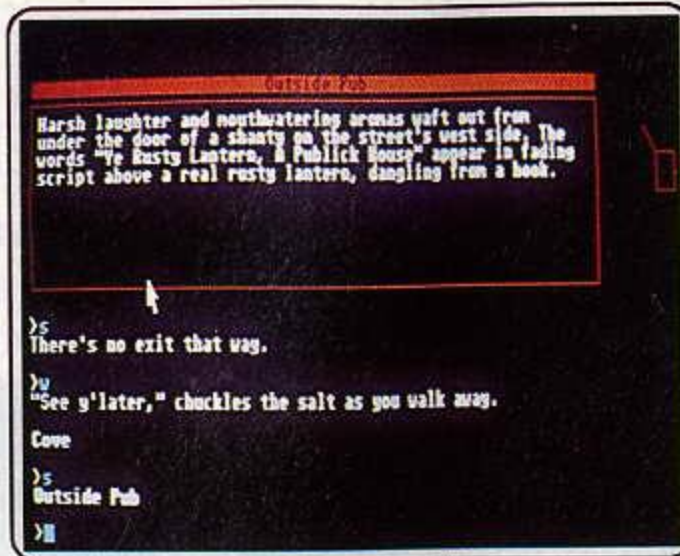 Outside Pub
Harsh laughter and mouthwatering aromas waft out from
under the door of a shanty on the street's west side. The
words "Ye Rusty Lantern, A Publick House" appear in fading
script above a real rusty lantern, dangling from a hook.
>s
There's no exit that way.
>w
"See y'later," chuckles the salt as you walk away.
Cove
>s
Outside Pub
>